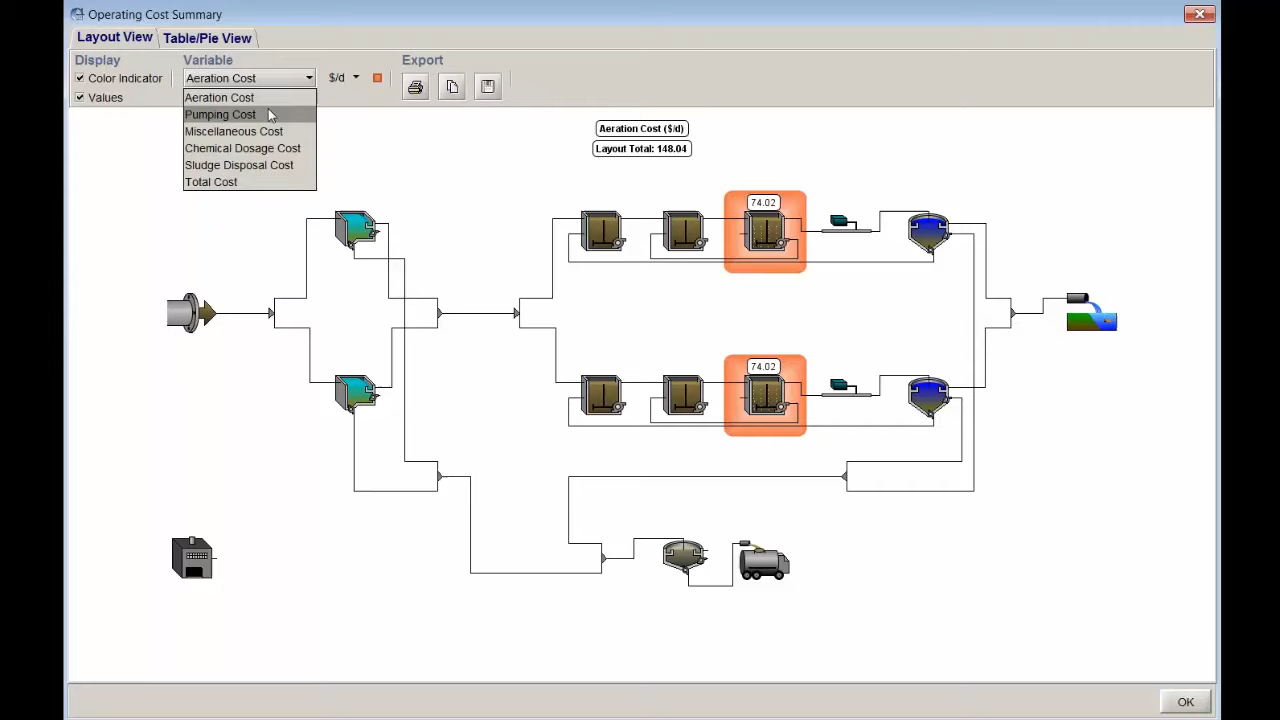 Operating Cost Summary
Layout View Table/Pie View
Display Variable Export
Color Indicator Aeration Cost $/d
Values
Aeration Cost
Pumping Cost
Miscellaneous Cost
Chemical Dosage Cost
Sludge Disposal Cost
Total Cost
Aeration Cost ($/d)
Layout Total: 148.04
74.02
74.02
OK